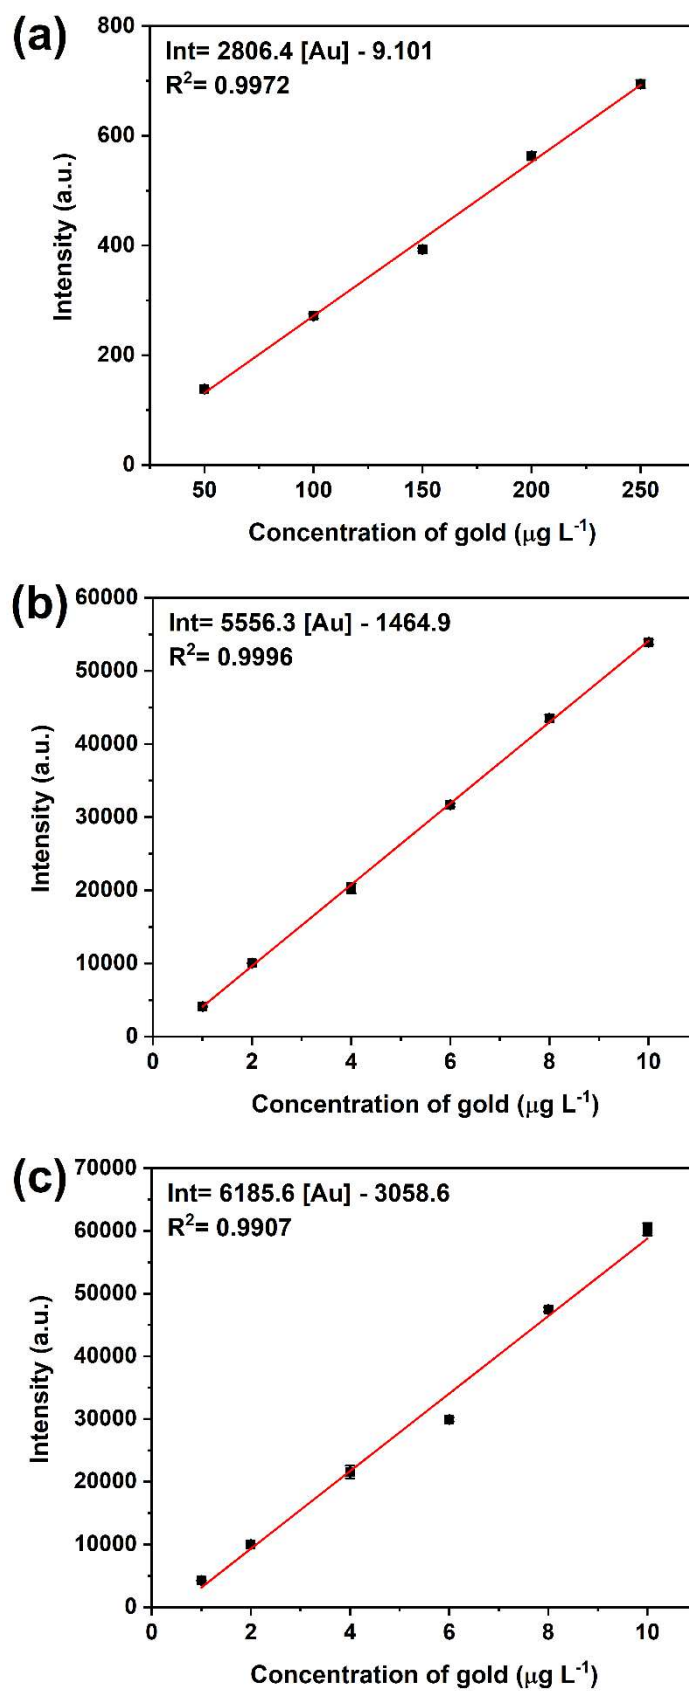 (a)
800
Int= 2806.4 [Au] - 9.101
R²= 0.9972
600
400
200
0
Intensity (a.u.)
50 100 150 200 250
Concentration of gold (μg L⁻¹)
(b)
60000
Int= 5556.3 [Au] - 1464.9
R²= 0.9996
50000
40000
30000
20000
10000
0
Intensity (a.u.)
0 2 4 6 8 10
Concentration of gold (μg L⁻¹)
(c)
70000
Int= 6185.6 [Au] - 3058.6
R²= 0.9907
60000
50000
40000
30000
20000
10000
0
Intensity (a.u.)
0 2 4 6 8 10
Concentration of gold (μg L⁻¹)